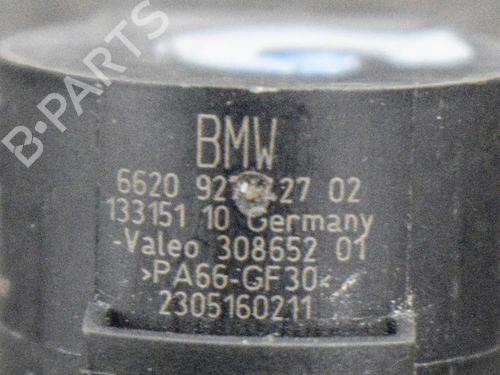 B-PARTS
BMW
6620 02
133151 10 Germany
-Valeo 308652 01
>PA66-GF30<
2305160211